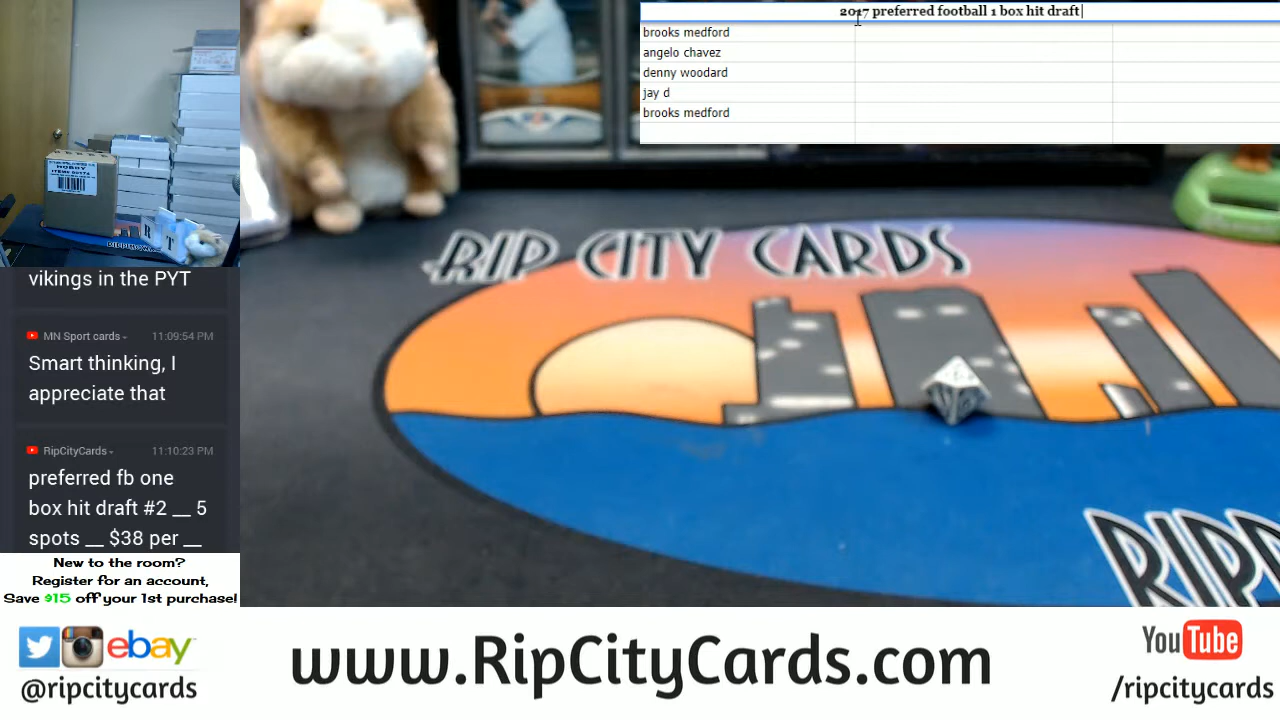 2017 preferred football 1 box hit draft
brooks medford
angelo chavez
denny woodard
jay d
brooks medford
HOBBY
R T
vikings in the PYT
MN Sport cards 11:09:54 PM
Smart thinking, I
appreciate that
RipCityCards 11:10:23 PM
preferred fb one
box hit draft #2 __ 5
spots __ $38 per __
New to the room?
Register for an account,
Save $15 off your 1st purchase!
RIP CITY CARDS
RIPP
ebay
@ripcitycards
www.RipCityCards.com
YouTube
/ripcitycards